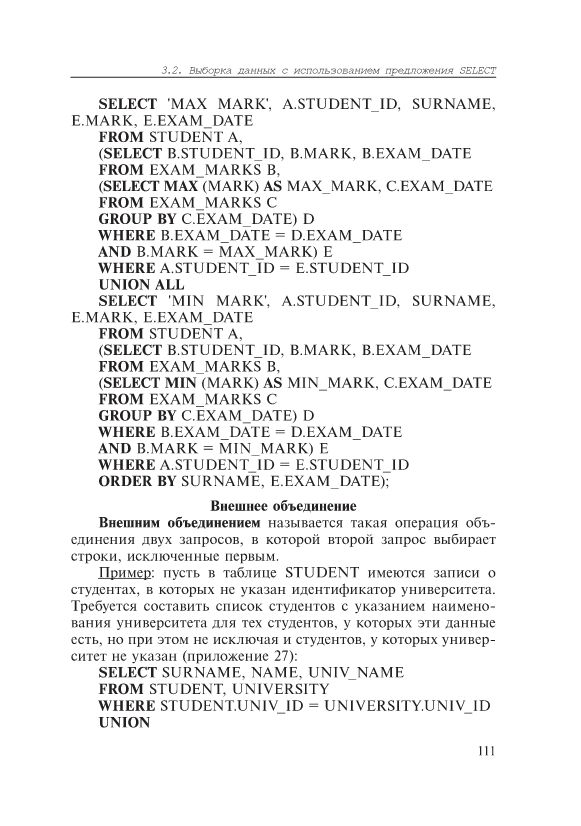 3.2. Выборка данных с использованием предложения SELECT
SELECT 'MAX MARK', A.STUDENT_ID, SURNAME,
E.MARK, E.EXAM_DATE
FROM STUDENT A,
(SELECT B.STUDENT_ID, B.MARK, B.EXAM_DATE
FROM EXAM_MARKS B,
(SELECT MAX (MARK) AS MAX_MARK, C.EXAM_DATE
FROM EXAM_MARKS C
GROUP BY C.EXAM_DATE) D
WHERE B.EXAM_DATE = D.EXAM_DATE
AND B.MARK = MAX_MARK) E
WHERE A.STUDENT_ID = E.STUDENT_ID
UNION ALL
SELECT 'MIN MARK', A.STUDENT_ID, SURNAME,
E.MARK, E.EXAM_DATE
FROM STUDENT A,
(SELECT B.STUDENT_ID, B.MARK, B.EXAM_DATE
FROM EXAM_MARKS B,
(SELECT MIN (MARK) AS MIN_MARK, C.EXAM_DATE
FROM EXAM_MARKS C
GROUP BY C.EXAM_DATE) D
WHERE B.EXAM_DATE = D.EXAM_DATE
AND B.MARK = MIN_MARK) E
WHERE A.STUDENT_ID = E.STUDENT_ID
ORDER BY SURNAME, E.EXAM_DATE);
Внешнее объединение
Внешним объединением называется такая операция объ-
единения двух запросов, в которой второй запрос выбирает
строки, исключенные первым.
Пример: пусть в таблице STUDENT имеются записи о
студентах, в которых не указан идентификатор университета.
Требуется составить список студентов с указанием наимено-
вания университета для тех студентов, у которых эти данные
есть, но при этом не исключая и студентов, у которых универ-
ситет не указан (приложение 27):
SELECT SURNAME, NAME, UNIV_NAME
FROM STUDENT, UNIVERSITY
WHERE STUDENT.UNIV_ID = UNIVERSITY.UNIV_ID
UNION
111